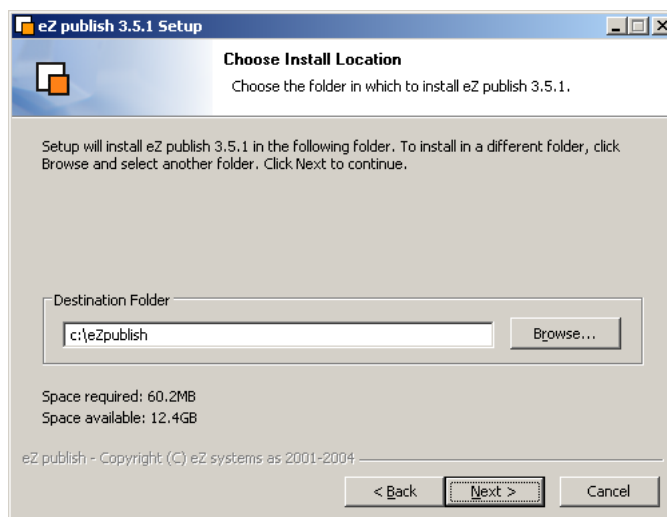 eZ publish 3.5.1 Setup
Choose Install Location
Choose the folder in which to install eZ publish 3.5.1.
Setup will install eZ publish 3.5.1 in the following folder. To install in a different folder, click
Browse and select another folder. Click Next to continue.
Destination Folder
c:\eZpublish
Browse...
Space required: 60.2MB
Space available: 12.4GB
eZ publish - Copyright (C) eZ systems as 2001-2004
< Back
Next >
Cancel